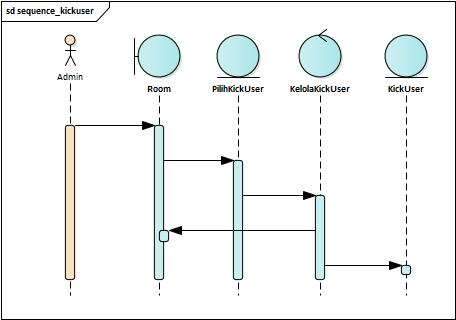 sd sequence_kickuser
Admin
Room
PilihKickUser
KelolaKickUser
KickUser